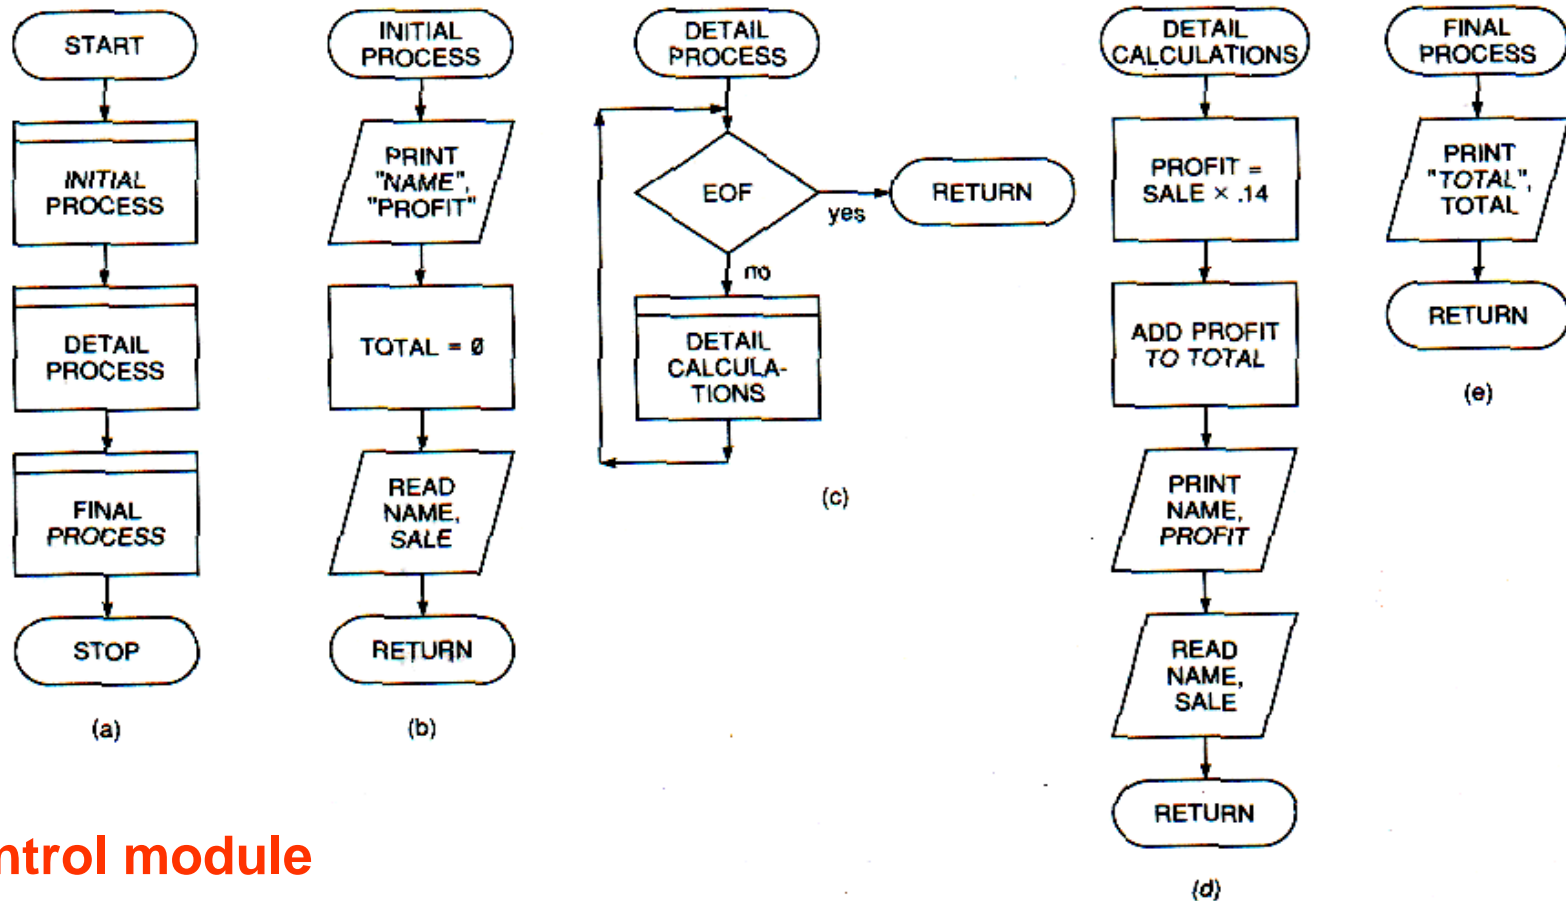 START
INITIAL
PROCESS
DETAIL
PROCESS
FINAL
PROCESS
STOP
(a)
INITIAL
PROCESS
PRINT
"NAME",
"PROFIT"
TOTAL = Ø
READ
NAME,
SALE
RETURN
(b)
DETAIL
PROCESS
EOF
yes
RETURN
no
DETAIL
CALCULA-
TIONS
(c)
DETAIL
CALCULATIONS
PROFIT =
SALE × .14
ADD PROFIT
TO TOTAL
PRINT
NAME,
PROFIT
READ
NAME,
SALE
RETURN
(d)
FINAL
PROCESS
PRINT
"TOTAL",
TOTAL
RETURN
(e)
ntrol module